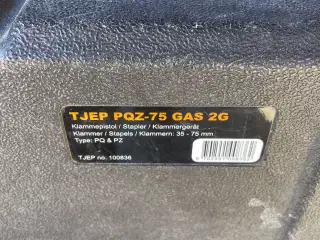 TJEP PQZ-75 GAS 2G
Klammepistol / Stapler / Klammergerät
Klammer / Stapels / Klammern: 35 - 75 mm
Type: PQ & PZ
TJEP no. 100836